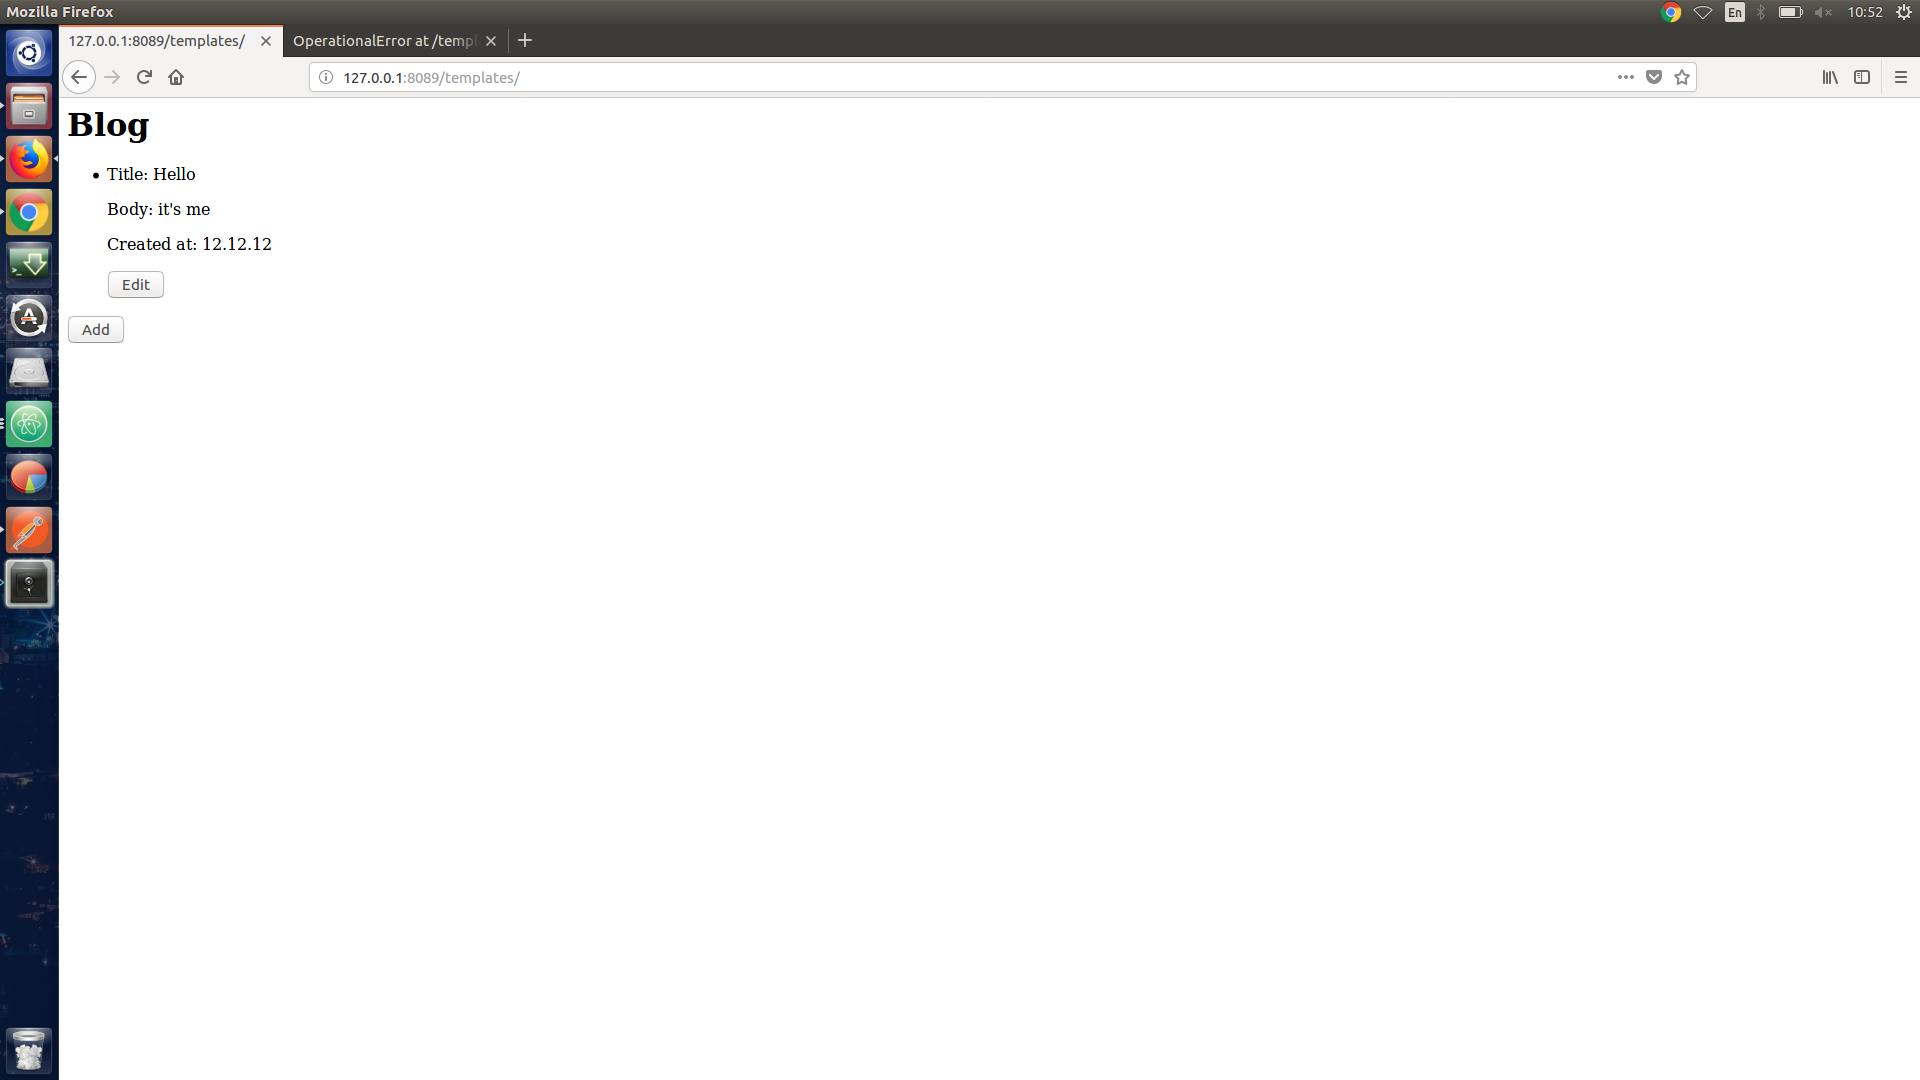 Mozilla Firefox
En
10:52
127.0.0.1:8089/templates/
OperationalError at /temp
127.0.0.1:8089/templates/
Blog
Title: Hello
Body: it's me
Created at: 12.12.12
Edit
Add